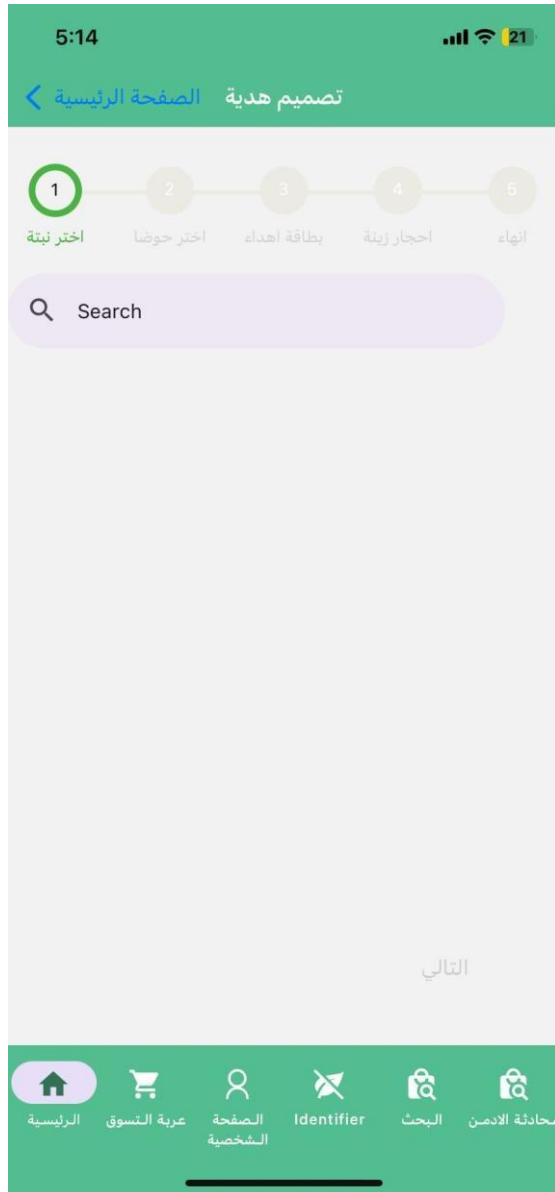 5:14
21
الصفحة الرئيسية
تصميم هدية
1
2
3
4
5
اختر نبتة
اختر حوضا
بطاقة اهداء
احجار زينة
انهاء
Search
التالي
الرئيسية
عربة التسوق
الصفحة
الشخصية
Identifier
البحث
محادثة الادمن